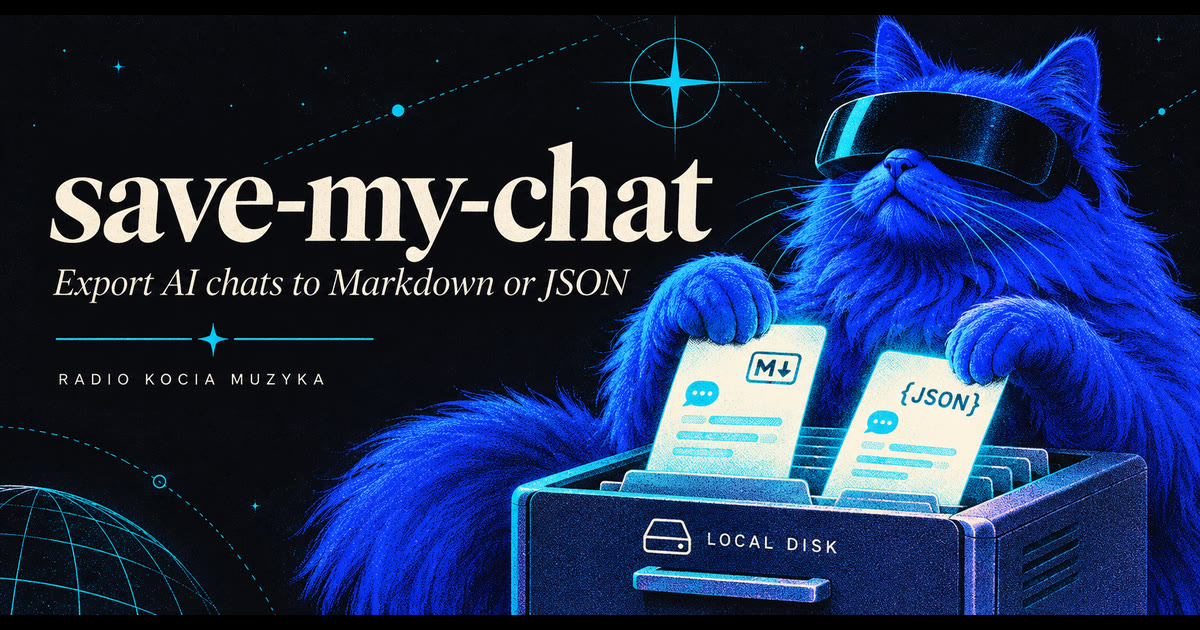 save-my-chat
Export AI chats to Markdown or JSON
RADIO KOCIA MUZYKA
M↓
{JSON}
LOCAL DISK